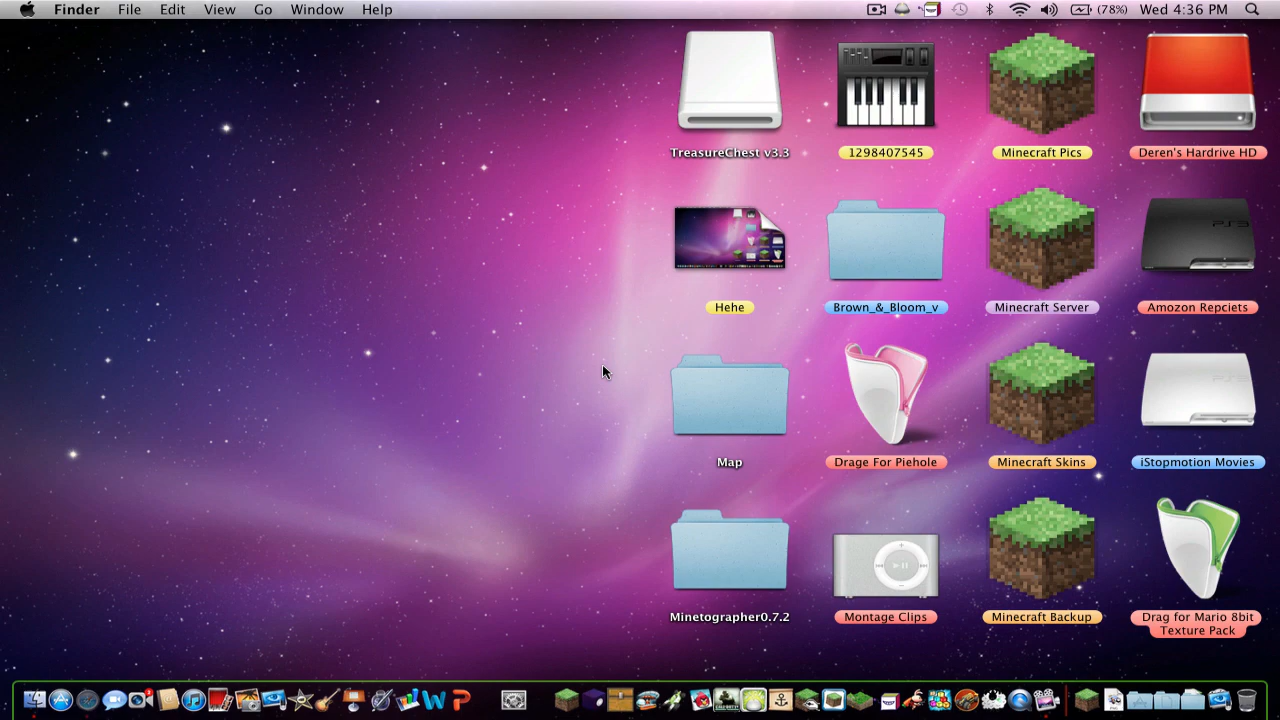 Finder File Edit View Go Window Help (78%) Wed 4:36 PM
TreasureChest v3.3 1298407545 Minecraft Pics Deren's Hardrive HD
PS3
Hehe Brown_&_Bloom_v Minecraft Server Amozon Repciets
Map Drage For Piehole Minecraft Skins iStopmotion Movies
Minetographer0.7.2 Montage Clips Minecraft Backup Drag for Mario 8bit
Texture Pack